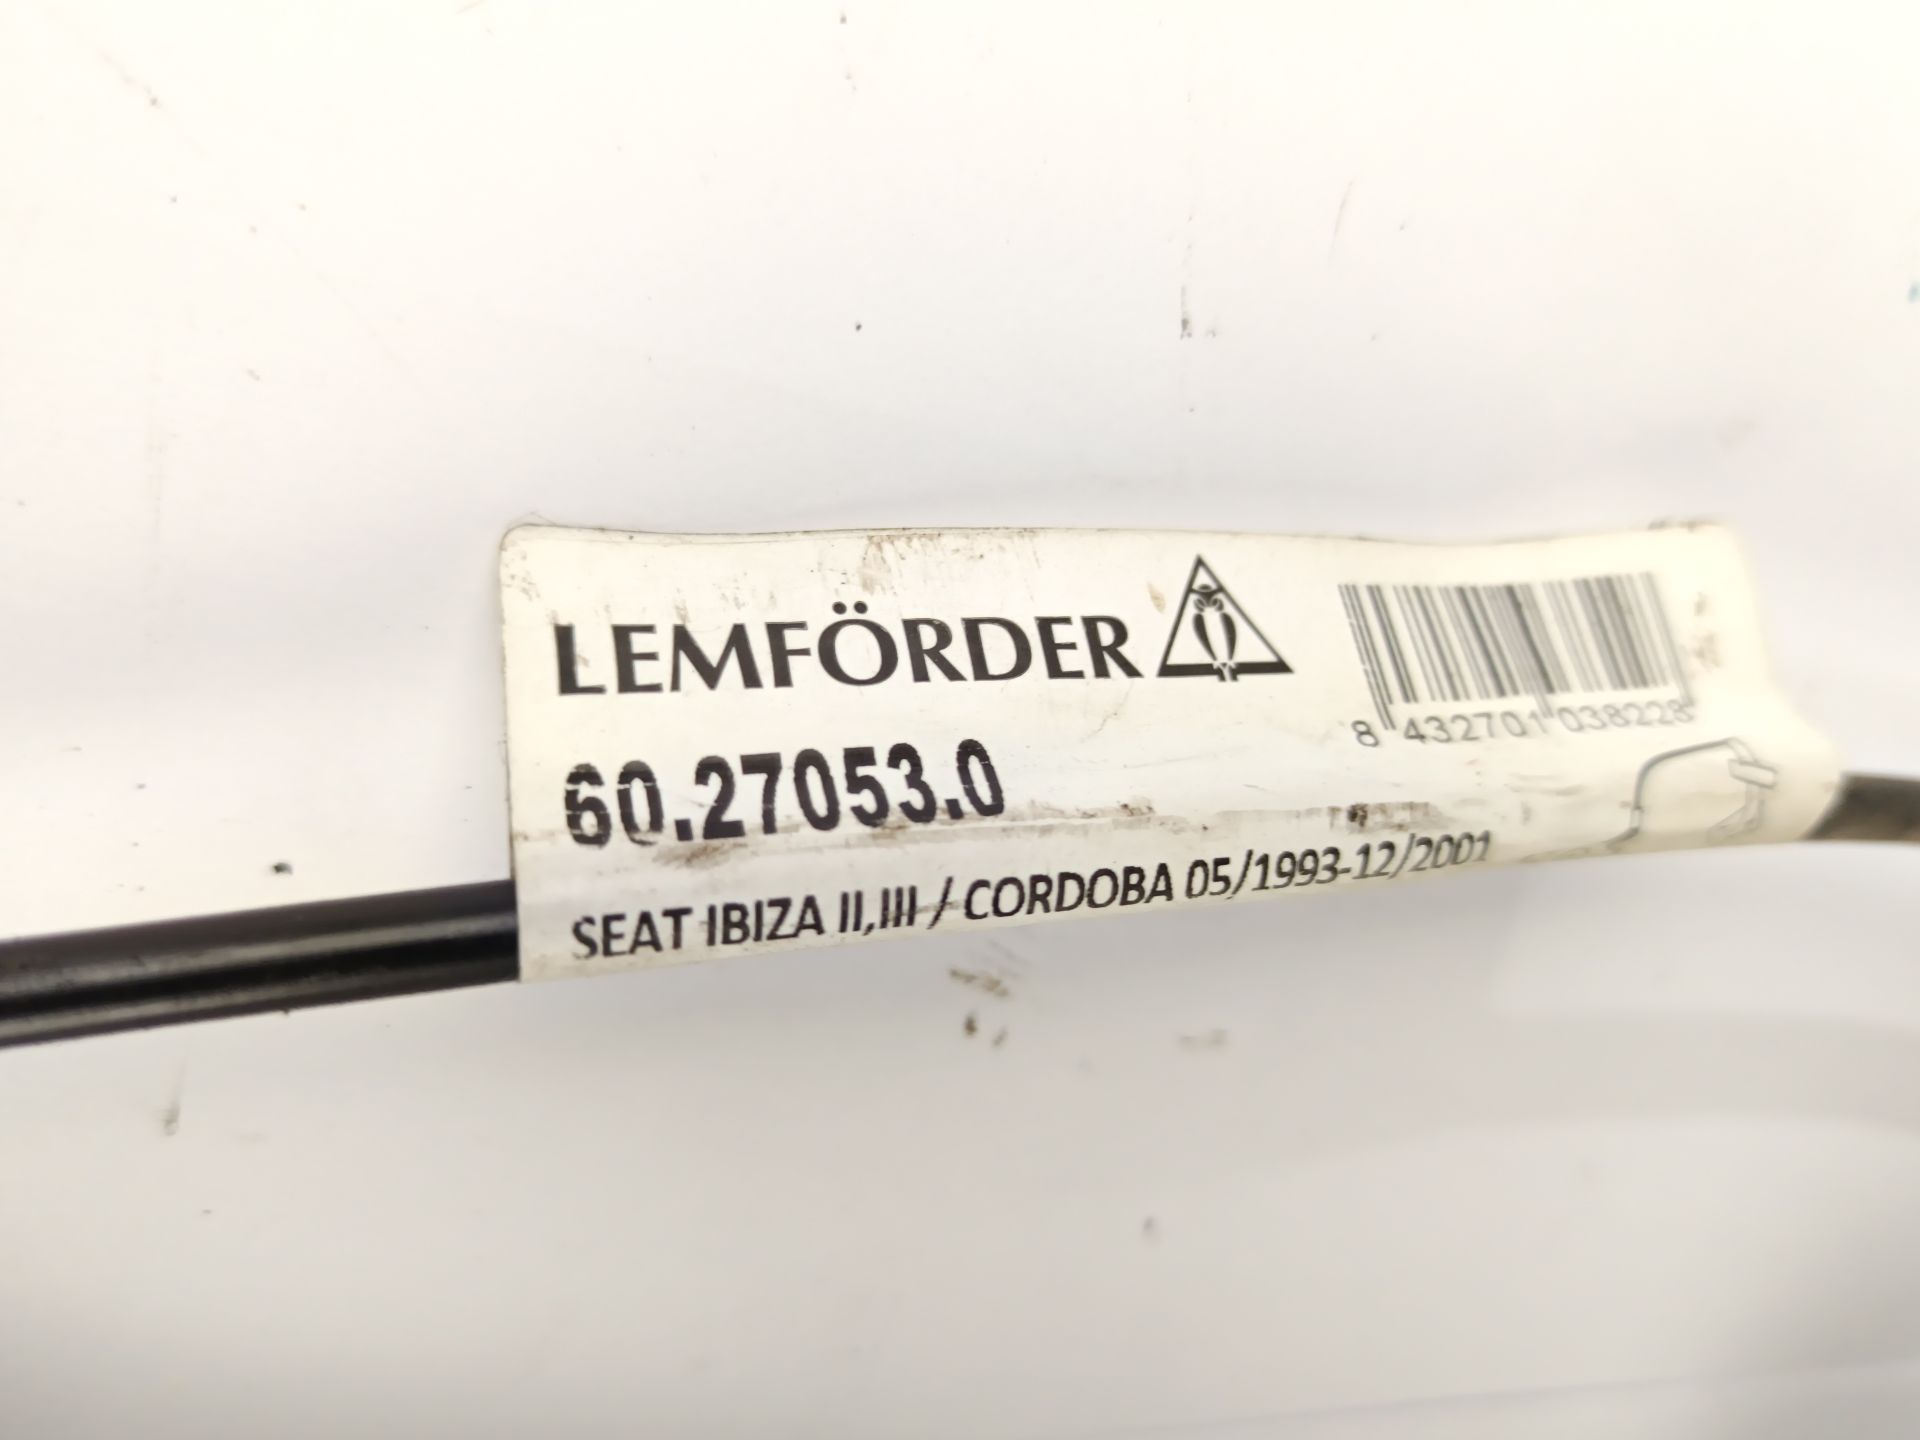 LEMFÖRDER
8 432701 038228
60.27053.0
SEAT IBIZA II,III / CORDOBA 05/1993-12/2001